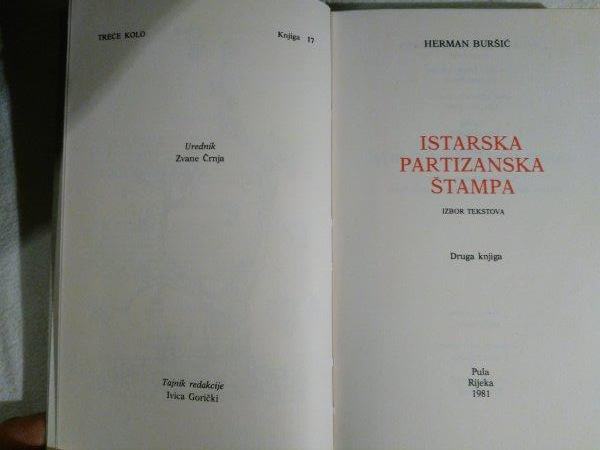 TREĆE KOLO
Knjiga 17
Urednik
Zvane Črnja
Tajnik redakcije
Ivica Gorički
HERMAN BURŠIĆ
ISTARSKA
PARTIZANSKA
ŠTAMPA
IZBOR TEKSTOVA
Druga knjiga
Pula
Rijeka
1981